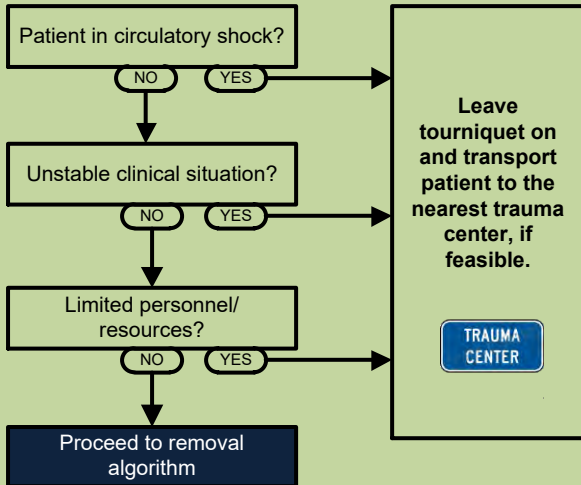 Patient in circulatory shock?
NO
YES
Unstable clinical situation?
NO
YES
Limited personnel/
resources?
NO
YES
Proceed to removal
algorithm
Leave
tourniquet on
and transport
patient to the
nearest trauma
center, if
feasible.
TRAUMA
CENTER